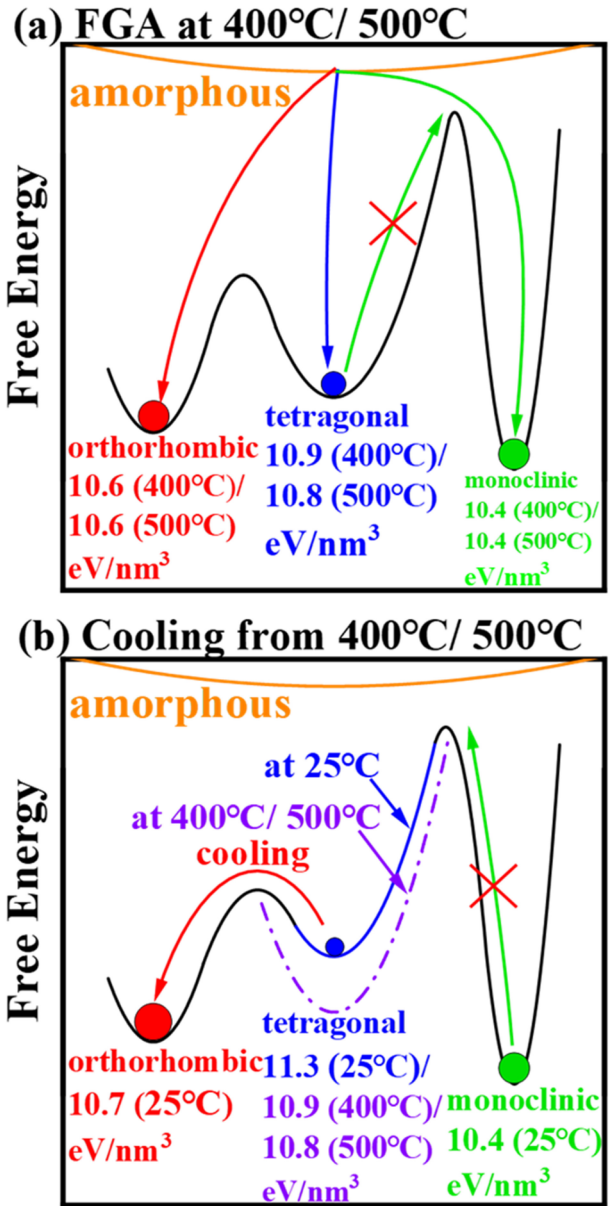 (a) FGA at 400℃/ 500℃
amorphous
Free Energy
orthorhombic
10.6 (400℃)/
10.6 (500℃)
eV/nm³
tetragonal
10.9 (400℃)/
10.8 (500℃)
eV/nm³
monoclinic
10.4 (400℃)/
10.4 (500℃)
eV/nm³
(b) Cooling from 400℃/ 500℃
amorphous
Free Energy
at 25℃
at 400℃/ 500℃
cooling
orthorhombic
10.7 (25℃)
eV/nm³
tetragonal
11.3 (25℃)/
10.9 (400℃)/
10.8 (500℃)
eV/nm³
monoclinic
10.4 (25℃)
eV/nm³